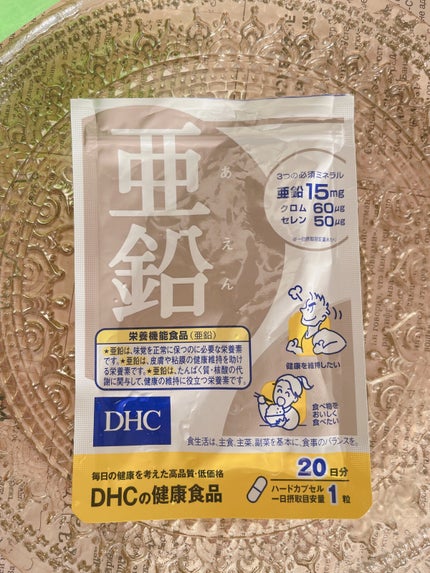 亜鉛
あえん
3つの必須ミネラル
亜鉛 15mg
クロム 60μg
セレン 50μg
栄養機能食品(亜鉛)
★亜鉛は、味覚を正常に保つのに必要な栄養素
です。★亜鉛は、皮膚や粘膜の健康維持を助け
る栄養素です。★亜鉛は、たんぱく質・核酸の代
謝に関与して、健康の維持に役立つ栄養素です。
健康を維持したい
DHC
食べ物を
おいしく
食べたい
食生活は、主食、主菜、副菜を基本に、食事のバランスを。
毎日の健康を考えた高品質・低価格
DHCの健康食品
20日分
ハードカプセル
一日摂取目安量 1粒